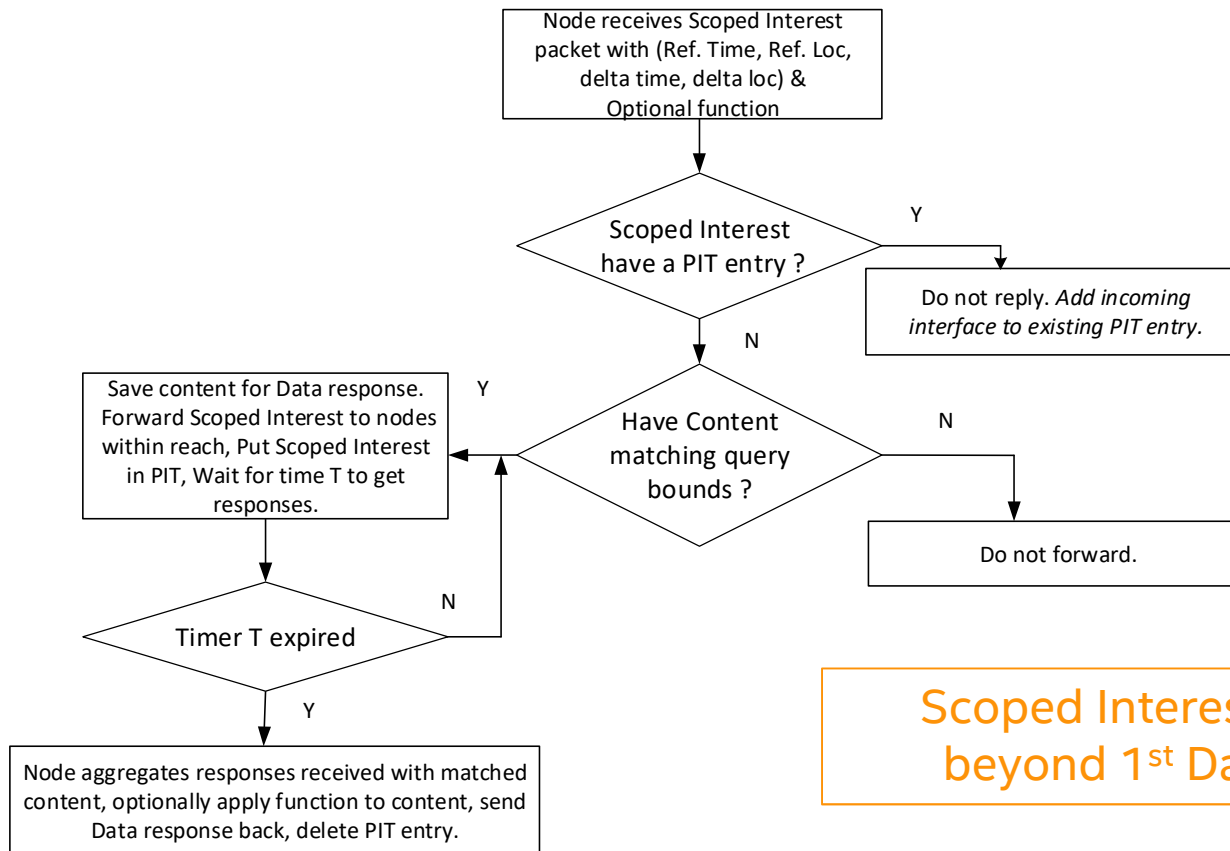 Node receives Scoped Interest
packet with (Ref. Time, Ref. Loc,
delta time, delta loc) &
Optional function
Scoped Interest
have a PIT entry ?
Y
Do not reply. Add incoming
interface to existing PIT entry.
N
Have Content
matching query
bounds ?
Y
N
Save content for Data response.
Forward Scoped Interest to nodes
within reach, Put Scoped Interest
in PIT, Wait for time T to get
responses.
Do not forward.
Timer T expired
N
Y
Node aggregates responses received with matched
content, optionally apply function to content, send
Data response back, delete PIT entry.
Scoped
beyond 1st